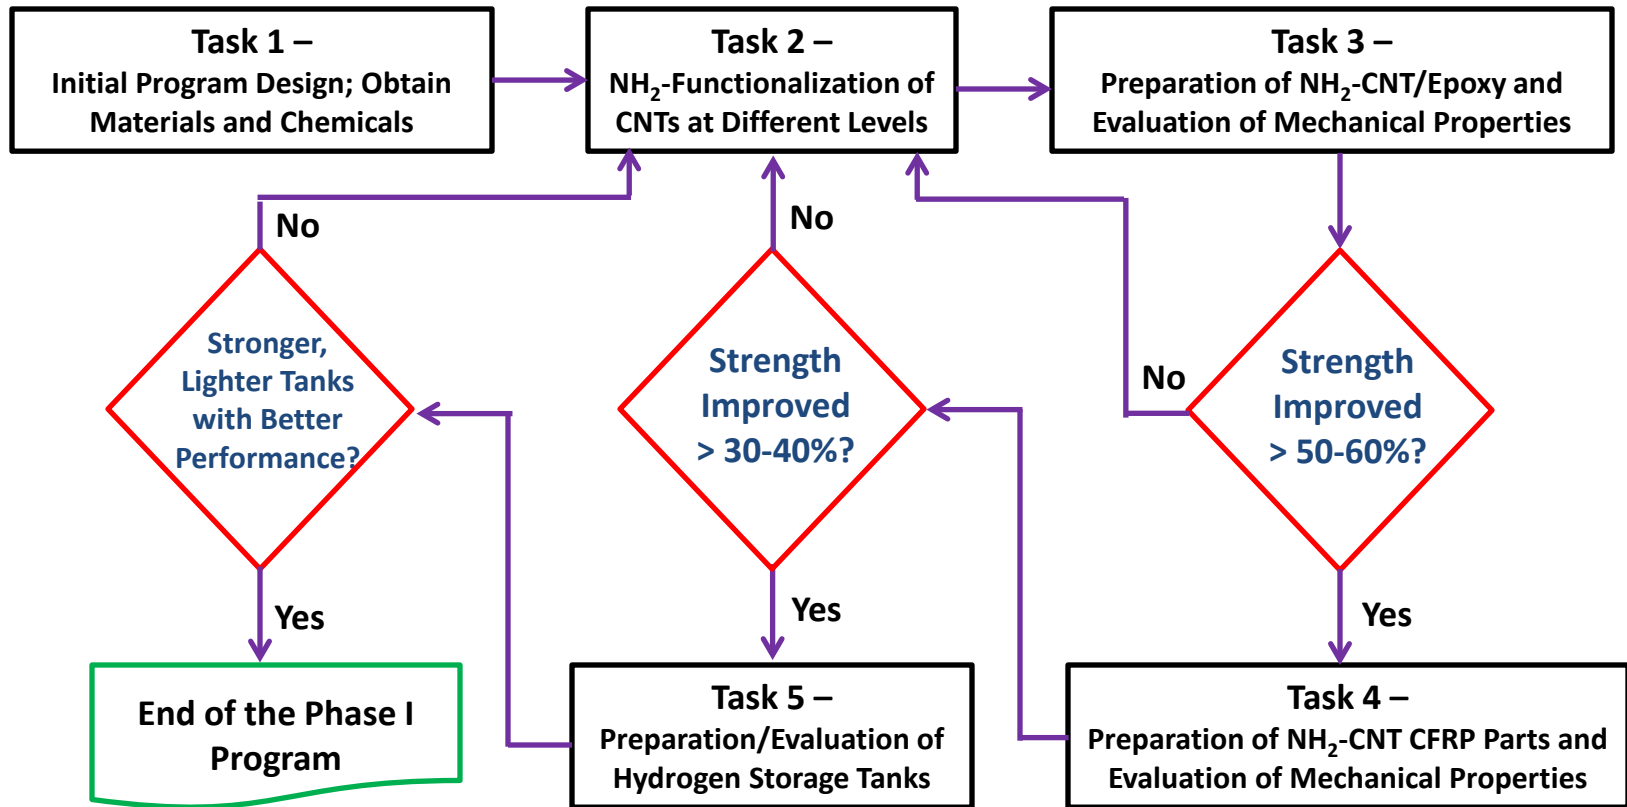 Task 1 –
Initial Program Design; Obtain
Materials and Chemicals
Task 2 –
NH₂-Functionalization of
CNTs at Different Levels
Task 3 –
Preparation of NH₂-CNT/Epoxy and
Evaluation of Mechanical Properties
No
No
No
Stronger,
Lighter Tanks
with Better
Performance?
Strength
Improved
> 30-40%?
Strength
Improved
> 50-60%?
Yes
Yes
Yes
End of the Phase I
Program
Task 5 –
Preparation/Evaluation of
Hydrogen Storage Tanks
Task 4 –
Preparation of NH₂-CNT CFRP Parts and
Evaluation of Mechanical Properties